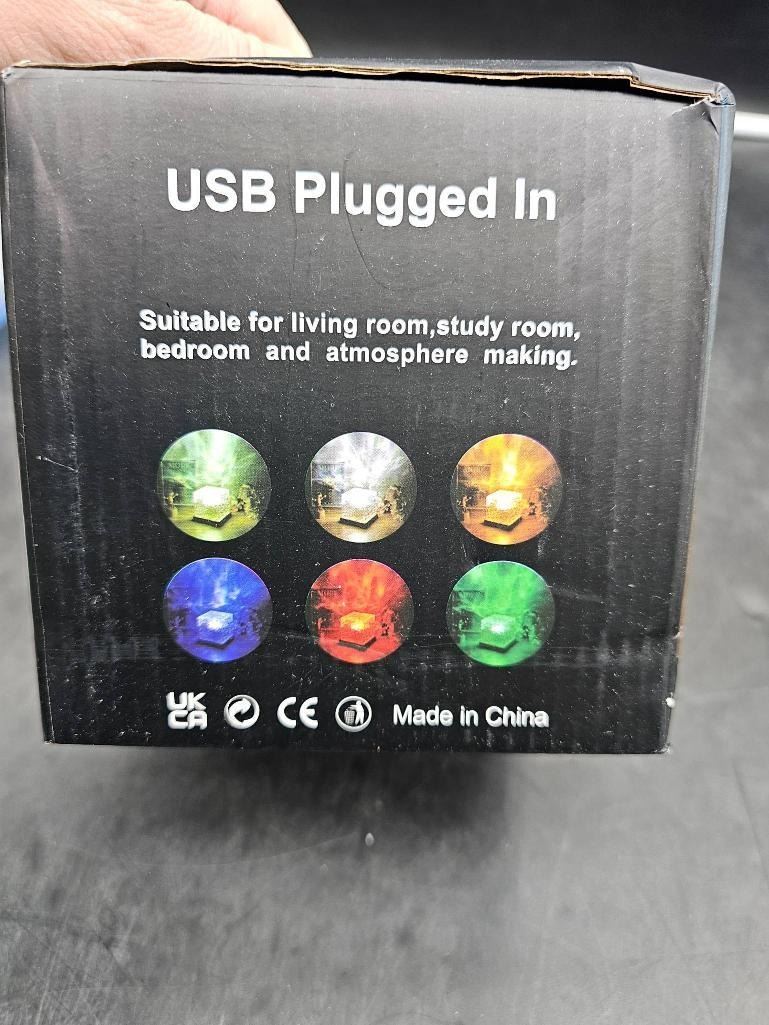 USB Plugged In
Suitable for living room,study room,
bedroom and atmosphere making.
UK
CA
CE
Made in China